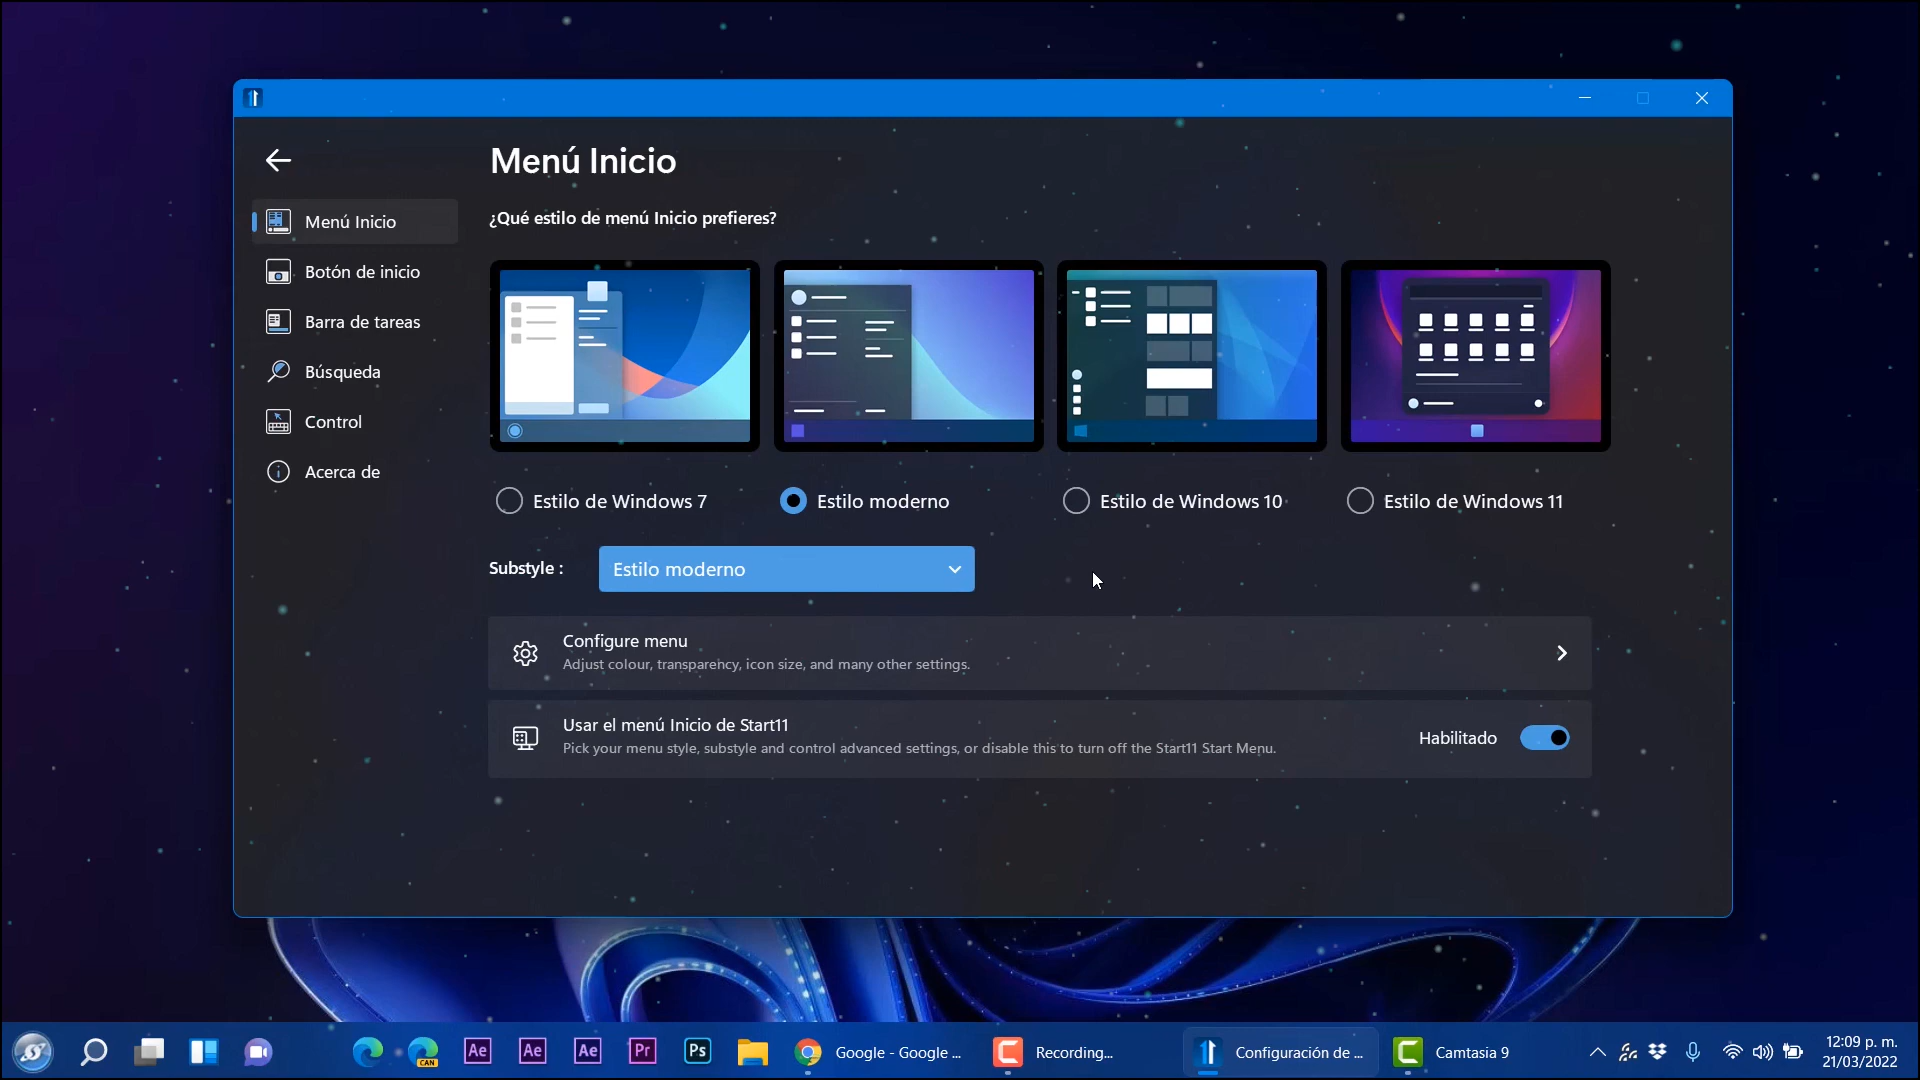 Menú Inicio
¿Qué estilo de menú Inicio prefieres?
Menú Inicio
Botón de inicio
Barra de tareas
Búsqueda
Control
Acerca de
Estilo de Windows 7
Estilo moderno
Estilo de Windows 10
Estilo de Windows 11
Substyle :
Estilo moderno
Configure menu
Adjust colour, transparency, icon size, and many other settings.
Usar el menú Inicio de Start11
Pick your menu style, substyle and control advanced settings, or disable this to turn off the Start11 Start Menu.
Habilitado
CAN
Ae
Ae
Ae
Pr
Ps
Google - Google ...
Recording...
Configuración de ...
Camtasia 9
12:09 p. m.
21/03/2022